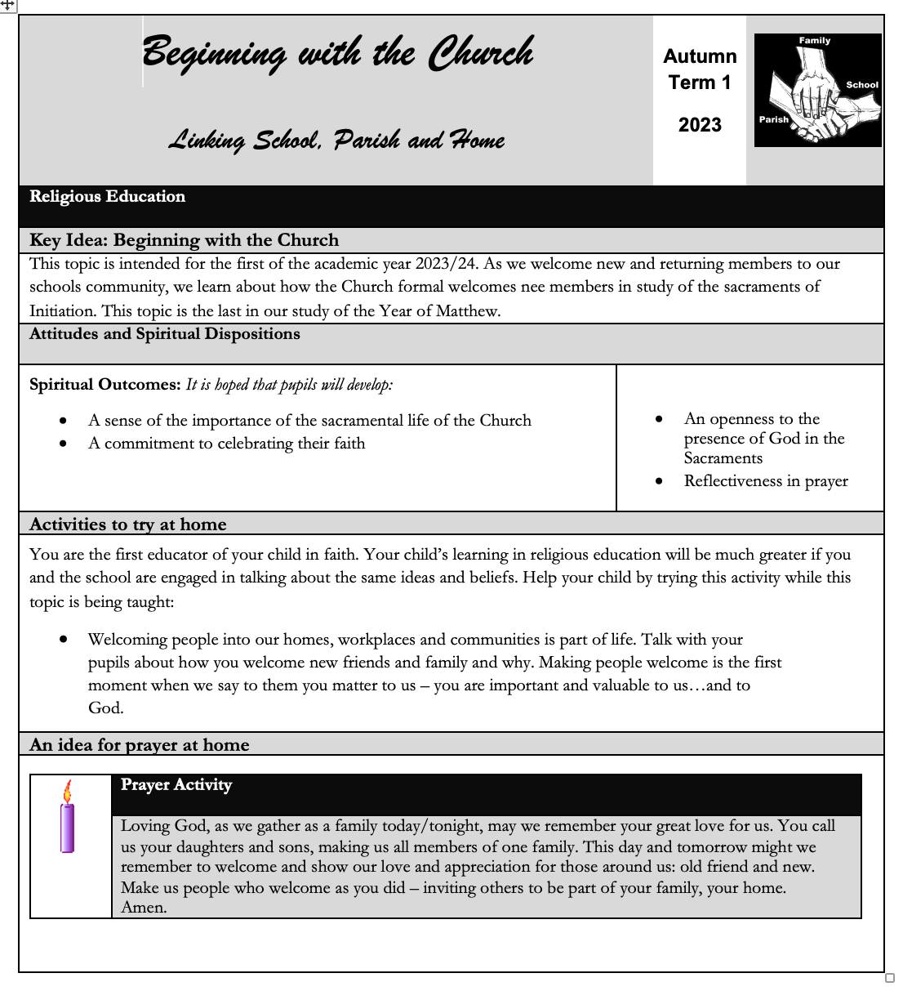 Beginning with the Church
Linking School, Parish and Home
Autumn
Term 1
2023
Family
School
Parish
Religious Education
Key Idea: Beginning with the Church
This topic is intended for the first of the academic year 2023/24. As we welcome new and returning members to our
schools community, we learn about how the Church formal welcomes nee members in study of the sacraments of
Initiation. This topic is the last in our study of the Year of Matthew.
Attitudes and Spiritual Dispositions
Spiritual Outcomes: It is hoped that pupils will develop:
• A sense of the importance of the sacramental life of the Church
• A commitment to celebrating their faith
• An openness to the
presence of God in the
Sacraments
• Reflectiveness in prayer
Activities to try at home
You are the first educator of your child in faith. Your child’s learning in religious education will be much greater if you
and the school are engaged in talking about the same ideas and beliefs. Help your child by trying this activity while this
topic is being taught:
• Welcoming people into our homes, workplaces and communities is part of life. Talk with your
pupils about how you welcome new friends and family and why. Making people welcome is the first
moment when we say to them you matter to us – you are important and valuable to us…and to
God.
An idea for prayer at home
Prayer Activity
Loving God, as we gather as a family today/tonight, may we remember your great love for us. You call
us your daughters and sons, making us all members of one family. This day and tomorrow might we
remember to welcome and show our love and appreciation for those around us: old friend and new.
Make us people who welcome as you did – inviting others to be part of your family, your home.
Amen.